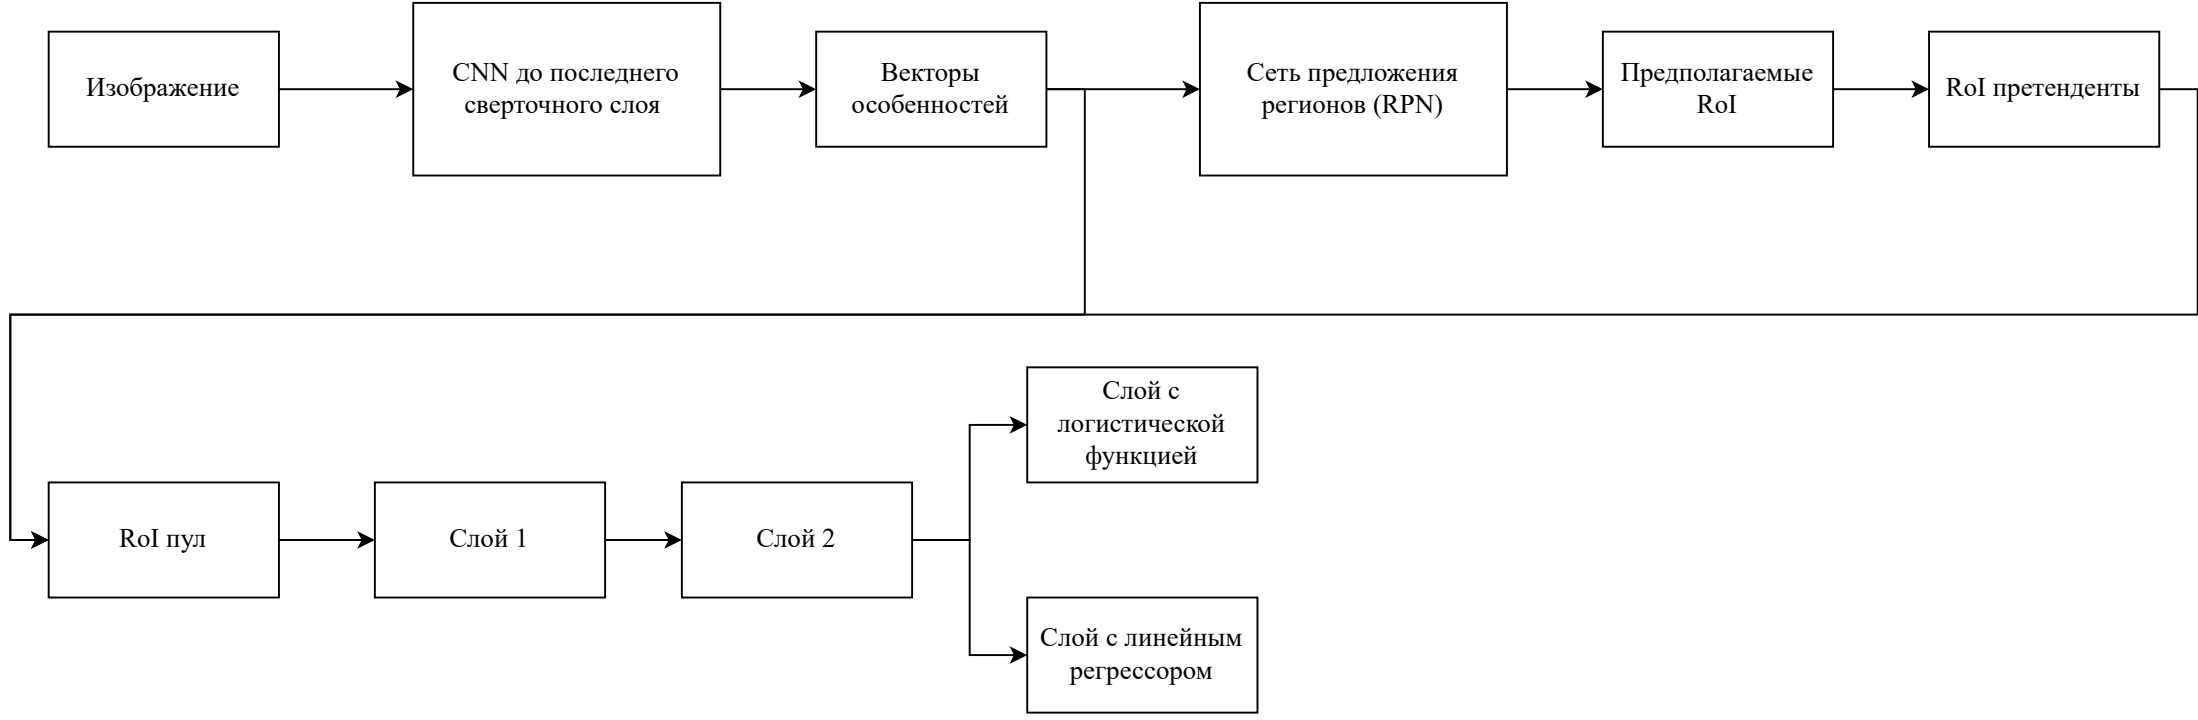 Изображение
CNN до последнего
сверточного слоя
Векторы
особенностей
Сеть предложения
регионов (RPN)
Предполагаемые
RoI
RoI претенденты
Слой с
логистической
функцией
RoI пул
Слой 1
Слой 2
Слой с линейным
регрессором